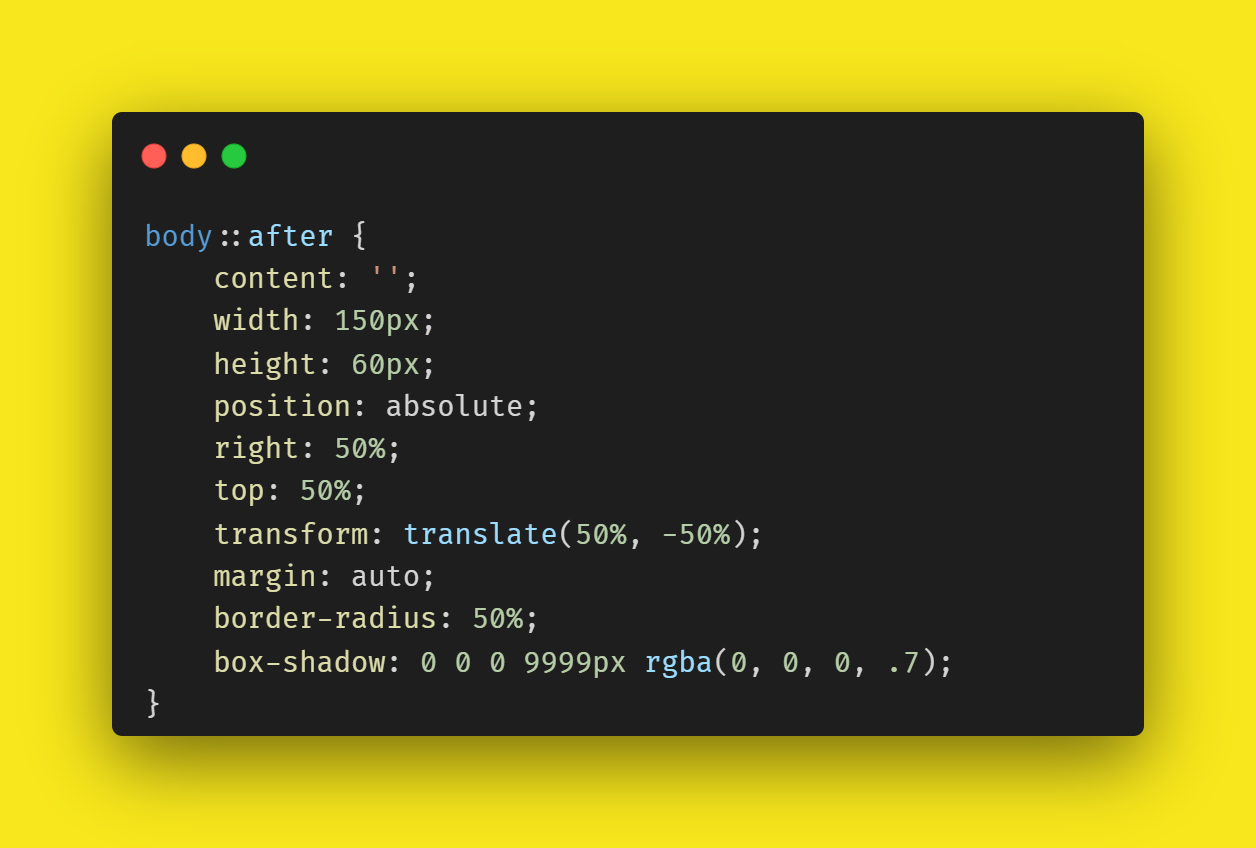 body::after {
    content: '';
    width: 150px;
    height: 60px;
    position: absolute;
    right: 50%;
    top: 50%;
    transform: translate(50%, -50%);
    margin: auto;
    border-radius: 50%;
    box-shadow: 0 0 0 9999px rgba(0, 0, 0, .7);
}